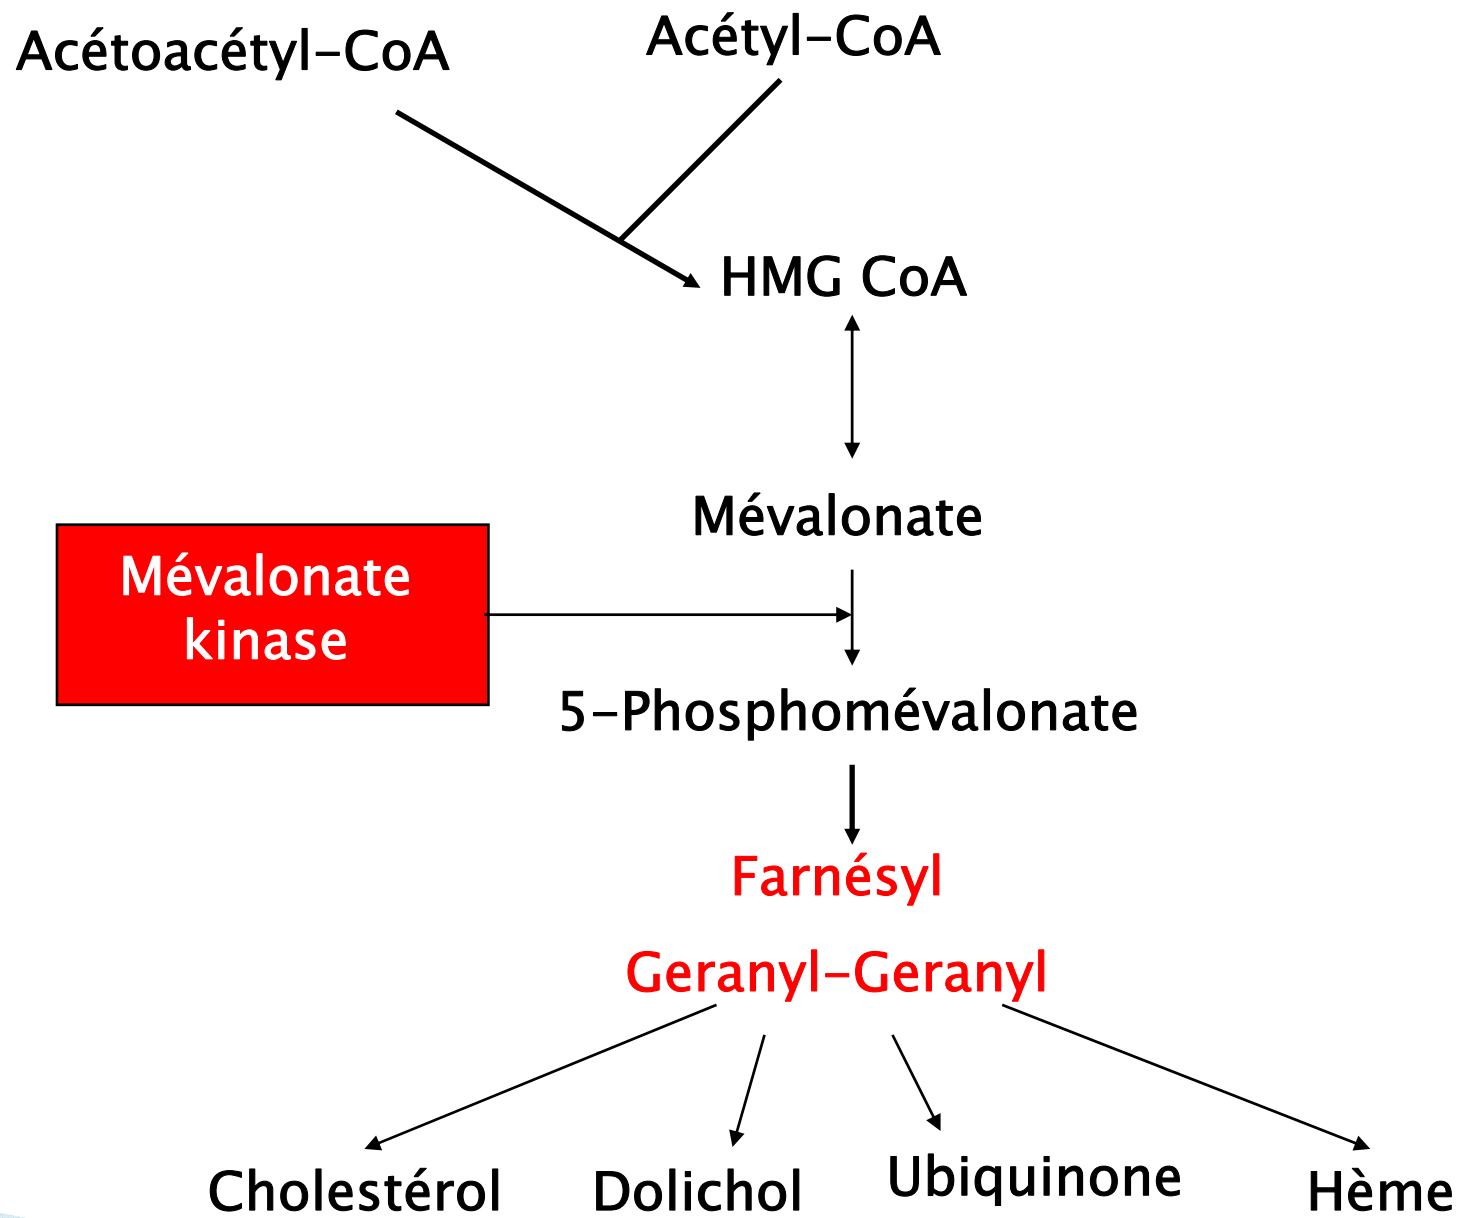 Acétoacétyl-CoA
Acétyl-CoA
HMG CoA
Mévalonate
Mévalonate
kinase
5-Phosphomévalonate
Farnésyl
Geranyl-Geranyl
Cholestérol
Dolichol
Ubiquinone
Hème